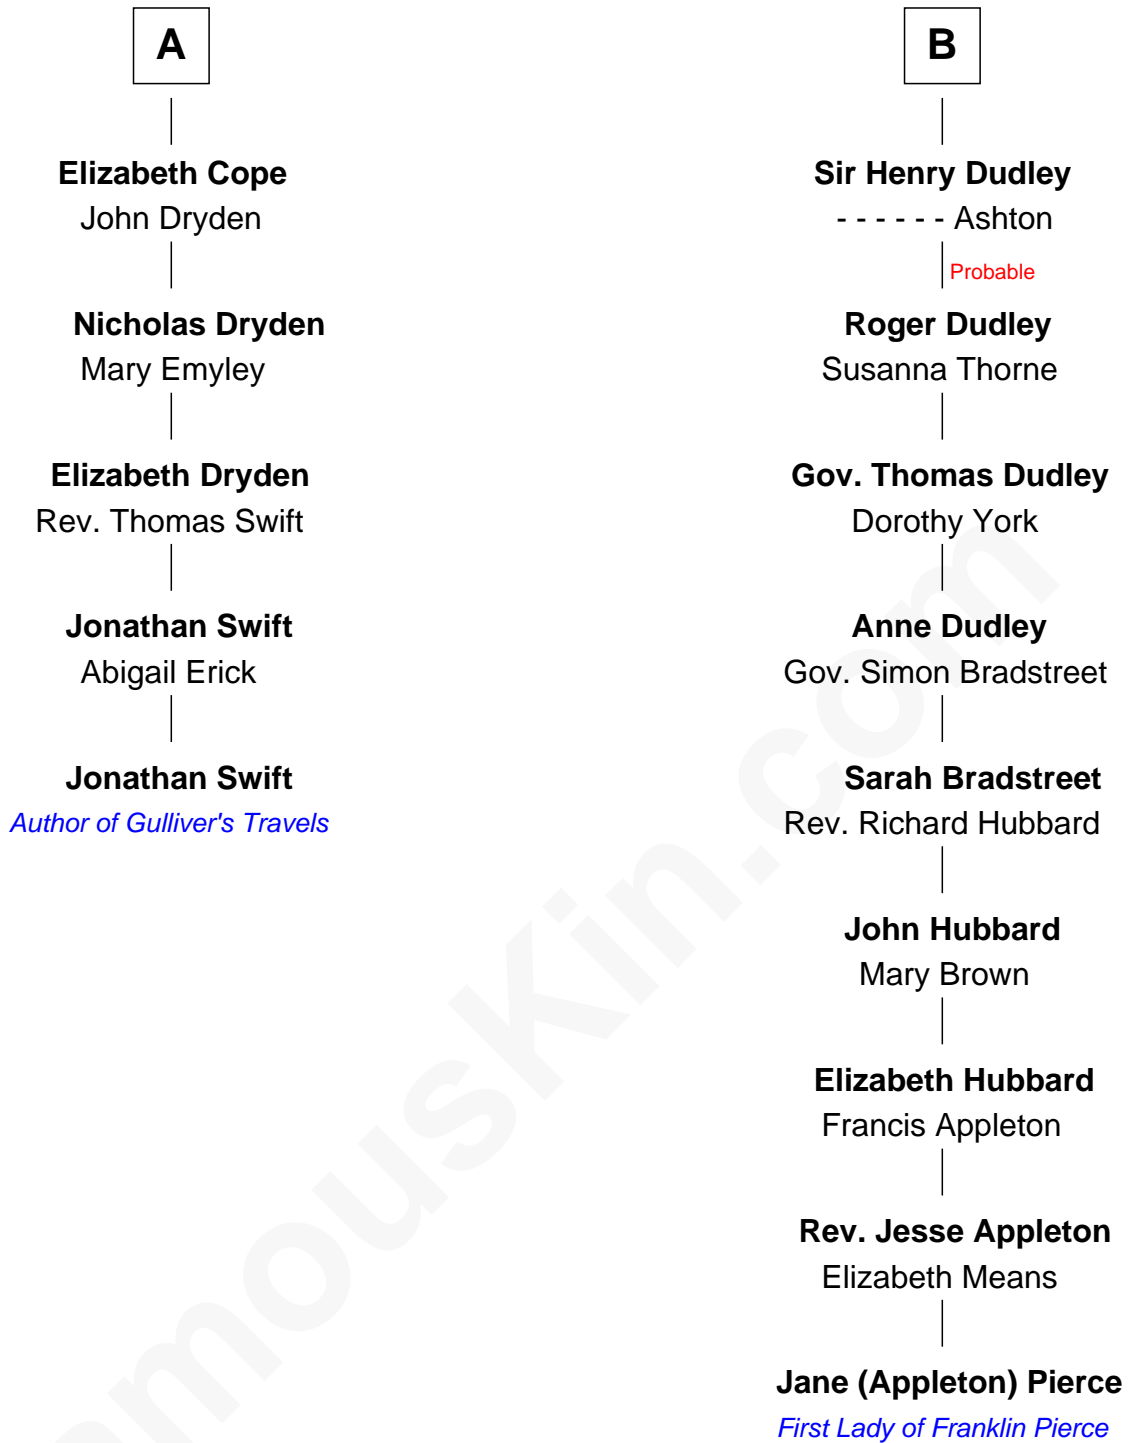 A
Elizabeth Cope
John Dryden
Nicholas Dryden
Mary Emyley
Elizabeth Dryden
Rev. Thomas Swift
Jonathan Swift
Abigail Erick
Jonathan Swift
Author of Gulliver's Travels
B
Sir Henry Dudley
- - - - - - Ashton
Probable
Roger Dudley
Susanna Thorne
Gov. Thomas Dudley
Dorothy York
Anne Dudley
Gov. Simon Bradstreet
Sarah Bradstreet
Rev. Richard Hubbard
John Hubbard
Mary Brown
Elizabeth Hubbard
Francis Appleton
Rev. Jesse Appleton
Elizabeth Means
Jane (Appleton) Pierce
First Lady of Franklin Pierce
amouskin.com